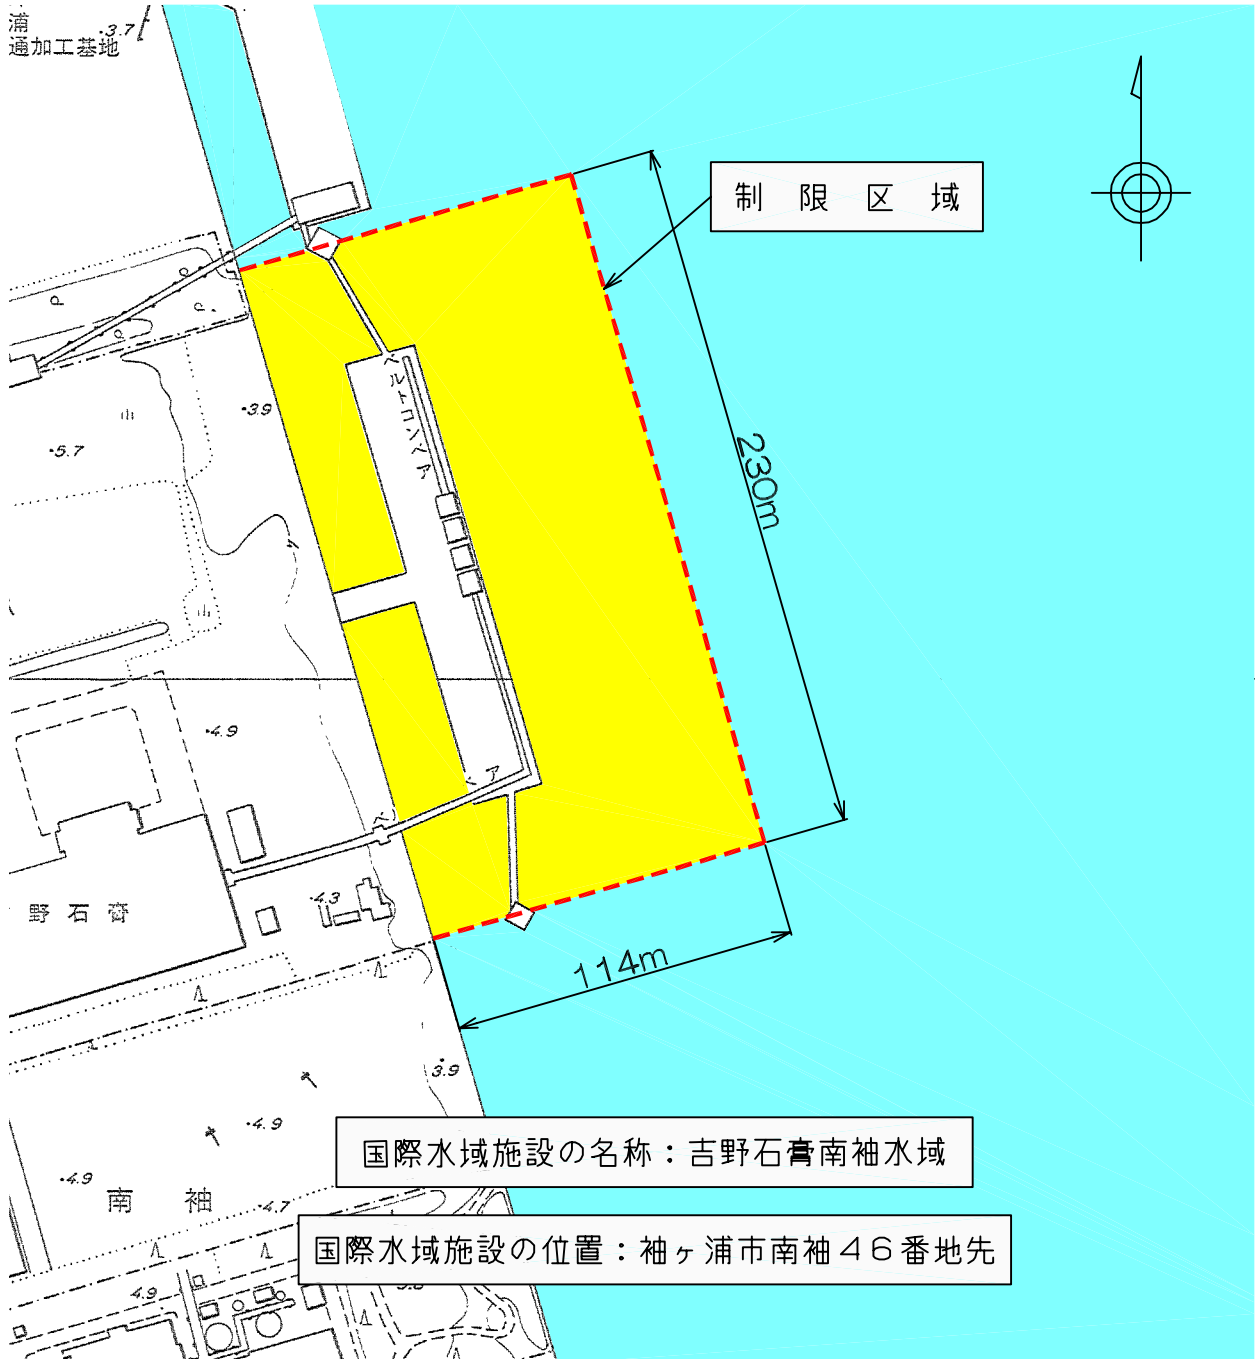 浦
・3.7
通加工基地
制限区域
・3.9
・5.7
ベルトコンベア
230m
・4.9
ベア
ベ
・4.3
野石膏
114m
3.9
・4.9
国際水域施設の名称：吉野石膏南袖水域
・4.9
南袖
・4.7
国際水域施設の位置：袖ヶ浦市南袖４６番地先
4.9